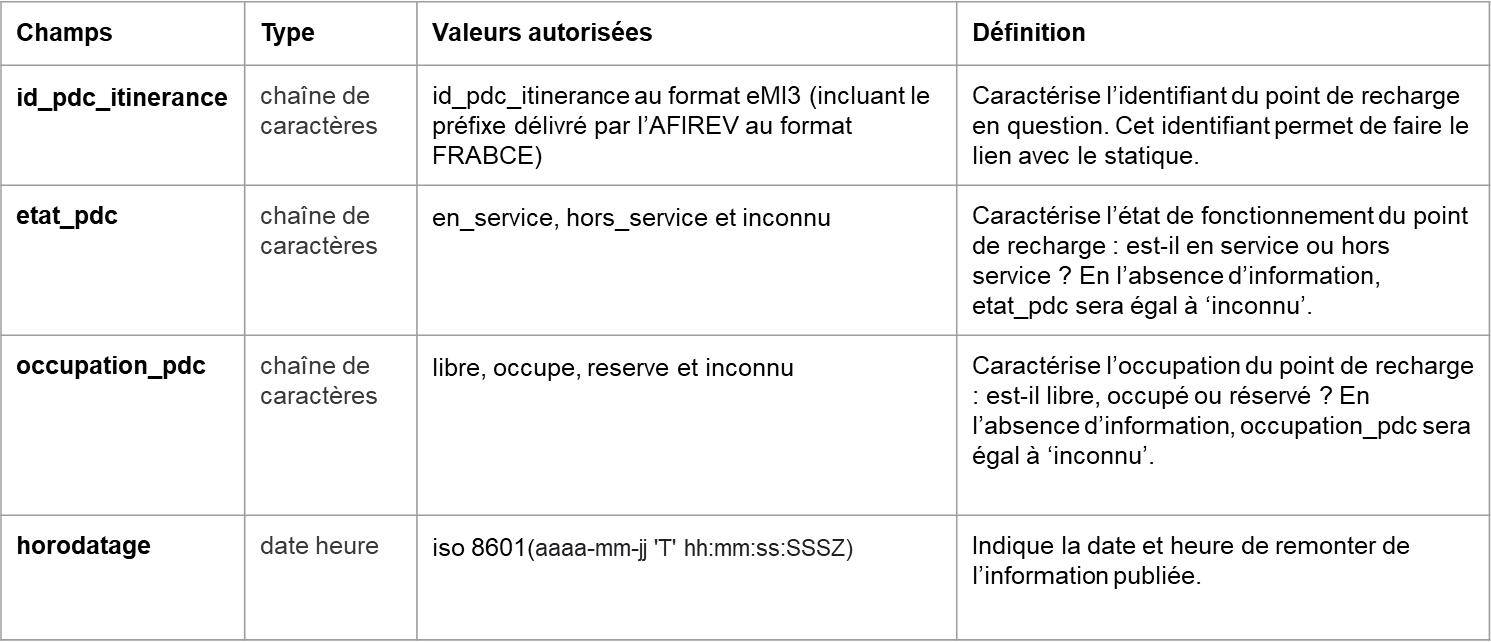 Champs Type Valeurs autorisées Définition
id_pdc_itinerance
chaîne de
caractères
id_pdc_itinerance au format eMI3 (incluant le
préfixe délivré par l’AFIREV au format
FRABCE)
Caractérise l’identifiant du point de recharge
en question. Cet identifiant permet de faire le
lien avec le statique.
etat_pdc
chaîne de
caractères
en_service, hors_service et inconnu
Caractérise l’état de fonctionnement du point
de recharge : est-il en service ou hors
service ? En l’absence d’information,
etat_pdc sera égal à ‘inconnu’.
occupation_pdc
chaîne de
caractères
libre, occupe, reserve et inconnu
Caractérise l’occupation du point de recharge
: est-il libre, occupé ou réservé ? En
l’absence d’information, occupation_pdc sera
égal à ‘inconnu’.
horodatage
date heure
iso 8601(aaaa-mm-jj 'T' hh:mm:ss:SSSZ)
Indique la date et heure de remonter de
l’information publiée.